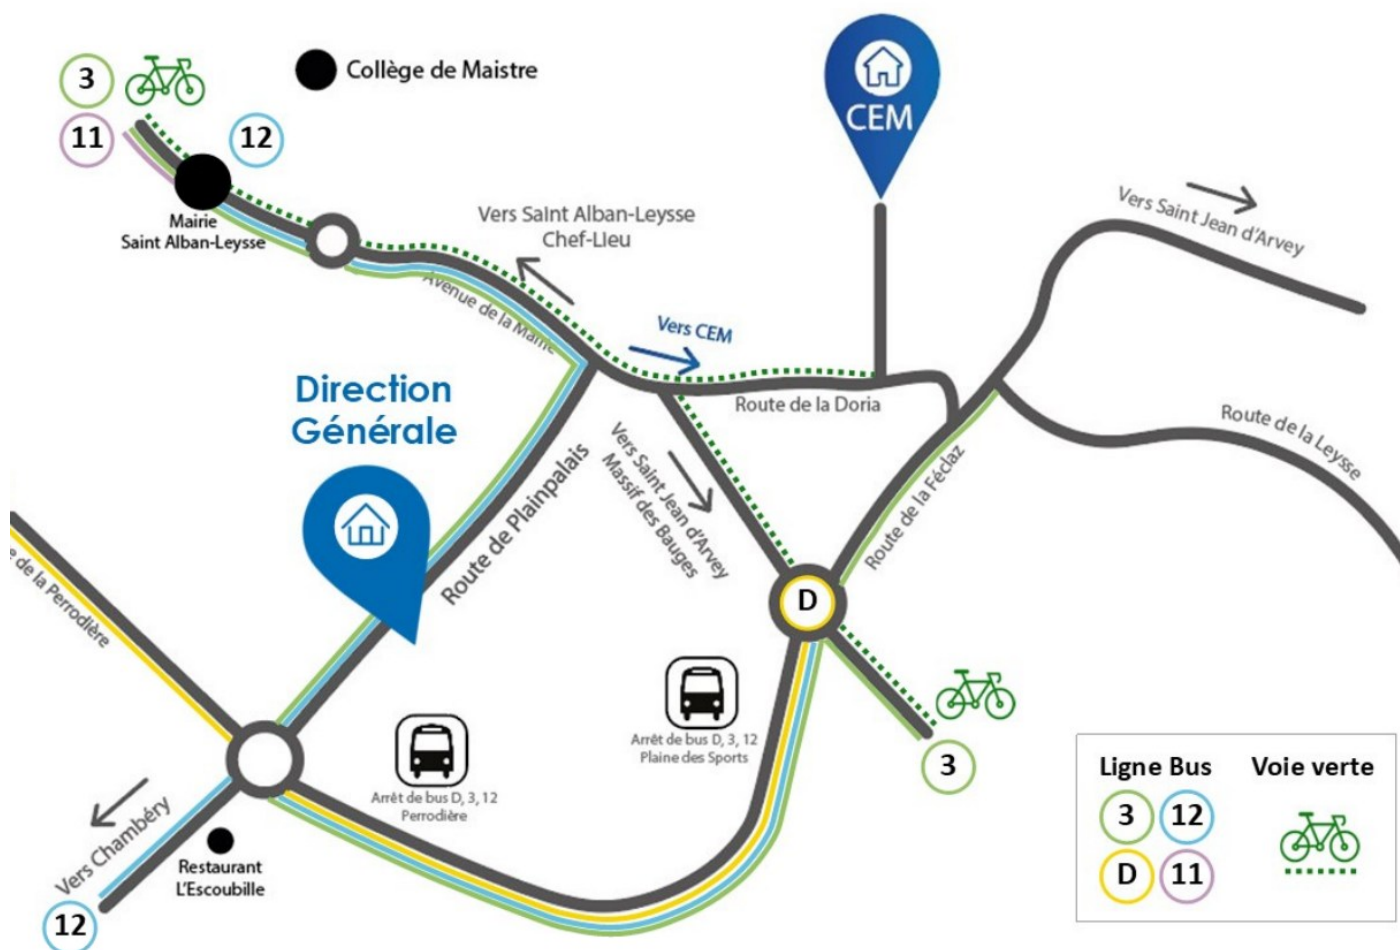 3
11
12
Collège de Maistre
CEM
Mairie
Saint Alban-Leysse
Vers Saint Alban-Leysse
Chef-Lieu
Vers Saint Jean d'Arvey
Avenue de la Mairie
Vers CEM
Route de la Doria
Direction
Générale
Route de Plainpalais
Vers Saint Jean d'Arvey
Massif des Bauges
Route de la Féclaz
Route de la Leysse
e de la Perrodière
D
Arrêt de bus D, 3, 12
Plaine des Sports
Arrêt de bus D, 3, 12
Perrodière
3
Vers Chambéry
Restaurant
L'Escoubille
12
Ligne Bus
Voie verte
3
12
D
11